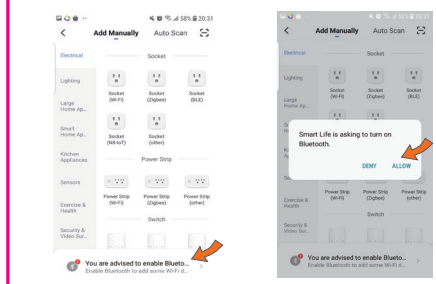 58% 20:31
Add Manually Auto Scan
Electrical
Socket
Lighting
Socket
(Wi-Fi)
Socket
(Zigbee)
Socket
(BLE)
Large
Home Ap...
Small
Home Ap...
Socket
(NB-IoT)
Socket
(other)
Kitchen
Appliances
Power Strip
Sensors
Power Strip
(Wi-Fi)
Power Strip
(Zigbee)
Power Strip
(other)
Exercise &
Health
Switch
Security &
Video Sur...
You are advised to enable Blueto...
Enable Bluetooth to add some Wi-Fi d...
58% 20:31
Add Manually Auto Scan
Electrical
Socket
Lighting
Socket
(Wi-Fi)
Socket
(Zigbee)
Socket
(BLE)
Large
Home Ap...
Smart Life is asking to turn on
Bluetooth.
DENY ALLOW
Power Strip
(Wi-Fi)
Power Strip
(Zigbee)
Power Strip
(other)
Exercise &
Health
Switch
Security &
Video Sur...
You are advised to enable Blueto...
Enable Bluetooth to add some Wi-Fi d...